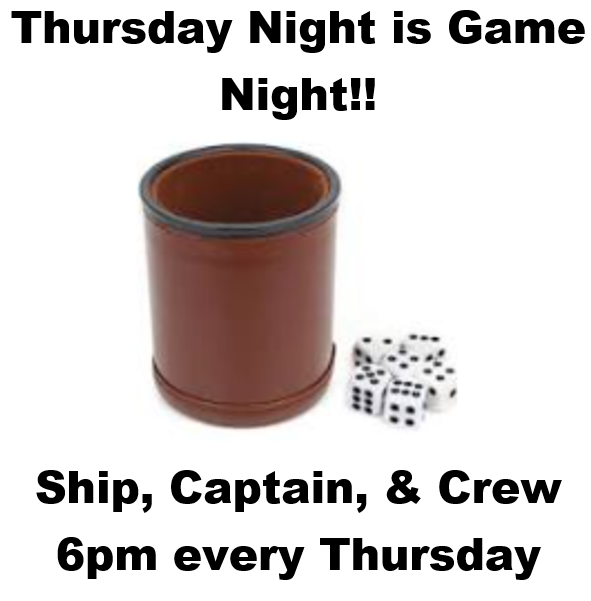 Thursday Night is Game
Night!!
Ship, Captain, & Crew
6pm every Thursday